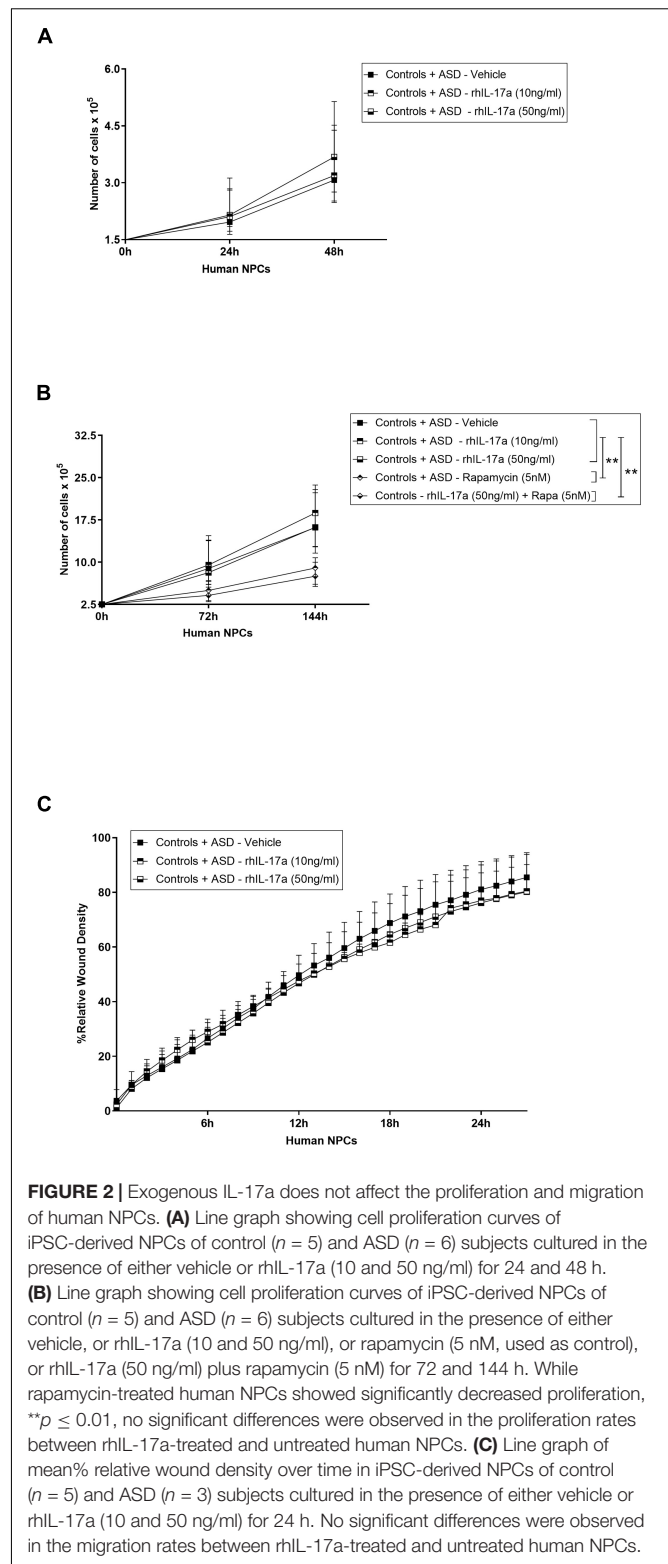 A
Controls + ASD - Vehicle
Controls + ASD - rhIL-17a (10ng/ml)
Controls + ASD - rhIL-17a (50ng/ml)
Number of cells x 10⁵
6.0
4.5
3.0
1.5
0h 24h 48h
Human NPCs
B
Controls + ASD - Vehicle
Controls + ASD - rhIL-17a (10ng/ml)
Controls + ASD - rhIL-17a (50ng/ml)
Controls + ASD - Rapamycin (5nM)
Controls - rhIL-17a (50ng/ml) + Rapa (5nM)
**
**
Number of cells x 10⁵
32.5
25.0
17.5
10.0
2.5
0h 72h 144h
Human NPCs
C
Controls + ASD - Vehicle
Controls + ASD - rhIL-17a (10ng/ml)
Controls + ASD - rhIL-17a (50ng/ml)
%Relative Wound Density
100
80
60
40
20
0
6h 12h 18h 24h
Human NPCs
FIGURE 2 | Exogenous IL-17a does not affect the proliferation and migration
of human NPCs. (A) Line graph showing cell proliferation curves of
iPSC-derived NPCs of control (n = 5) and ASD (n = 6) subjects cultured in the
presence of either vehicle or rhIL-17a (10 and 50 ng/ml) for 24 and 48 h.
(B) Line graph showing cell proliferation curves of iPSC-derived NPCs of
control (n = 5) and ASD (n = 6) subjects cultured in the presence of either
vehicle, or rhIL-17a (10 and 50 ng/ml), or rapamycin (5 nM, used as control),
or rhIL-17a (50 ng/ml) plus rapamycin (5 nM) for 72 and 144 h. While
rapamycin-treated human NPCs showed significantly decreased proliferation,
**p ≤ 0.01, no significant differences were observed in the proliferation rates
between rhIL-17a-treated and untreated human NPCs. (C) Line graph of
mean% relative wound density over time in iPSC-derived NPCs of control
(n = 5) and ASD (n = 3) subjects cultured in the presence of either vehicle or
rhIL-17a (10 and 50 ng/ml) for 24 h. No significant differences were observed
in the migration rates between rhIL-17a-treated and untreated human NPCs.